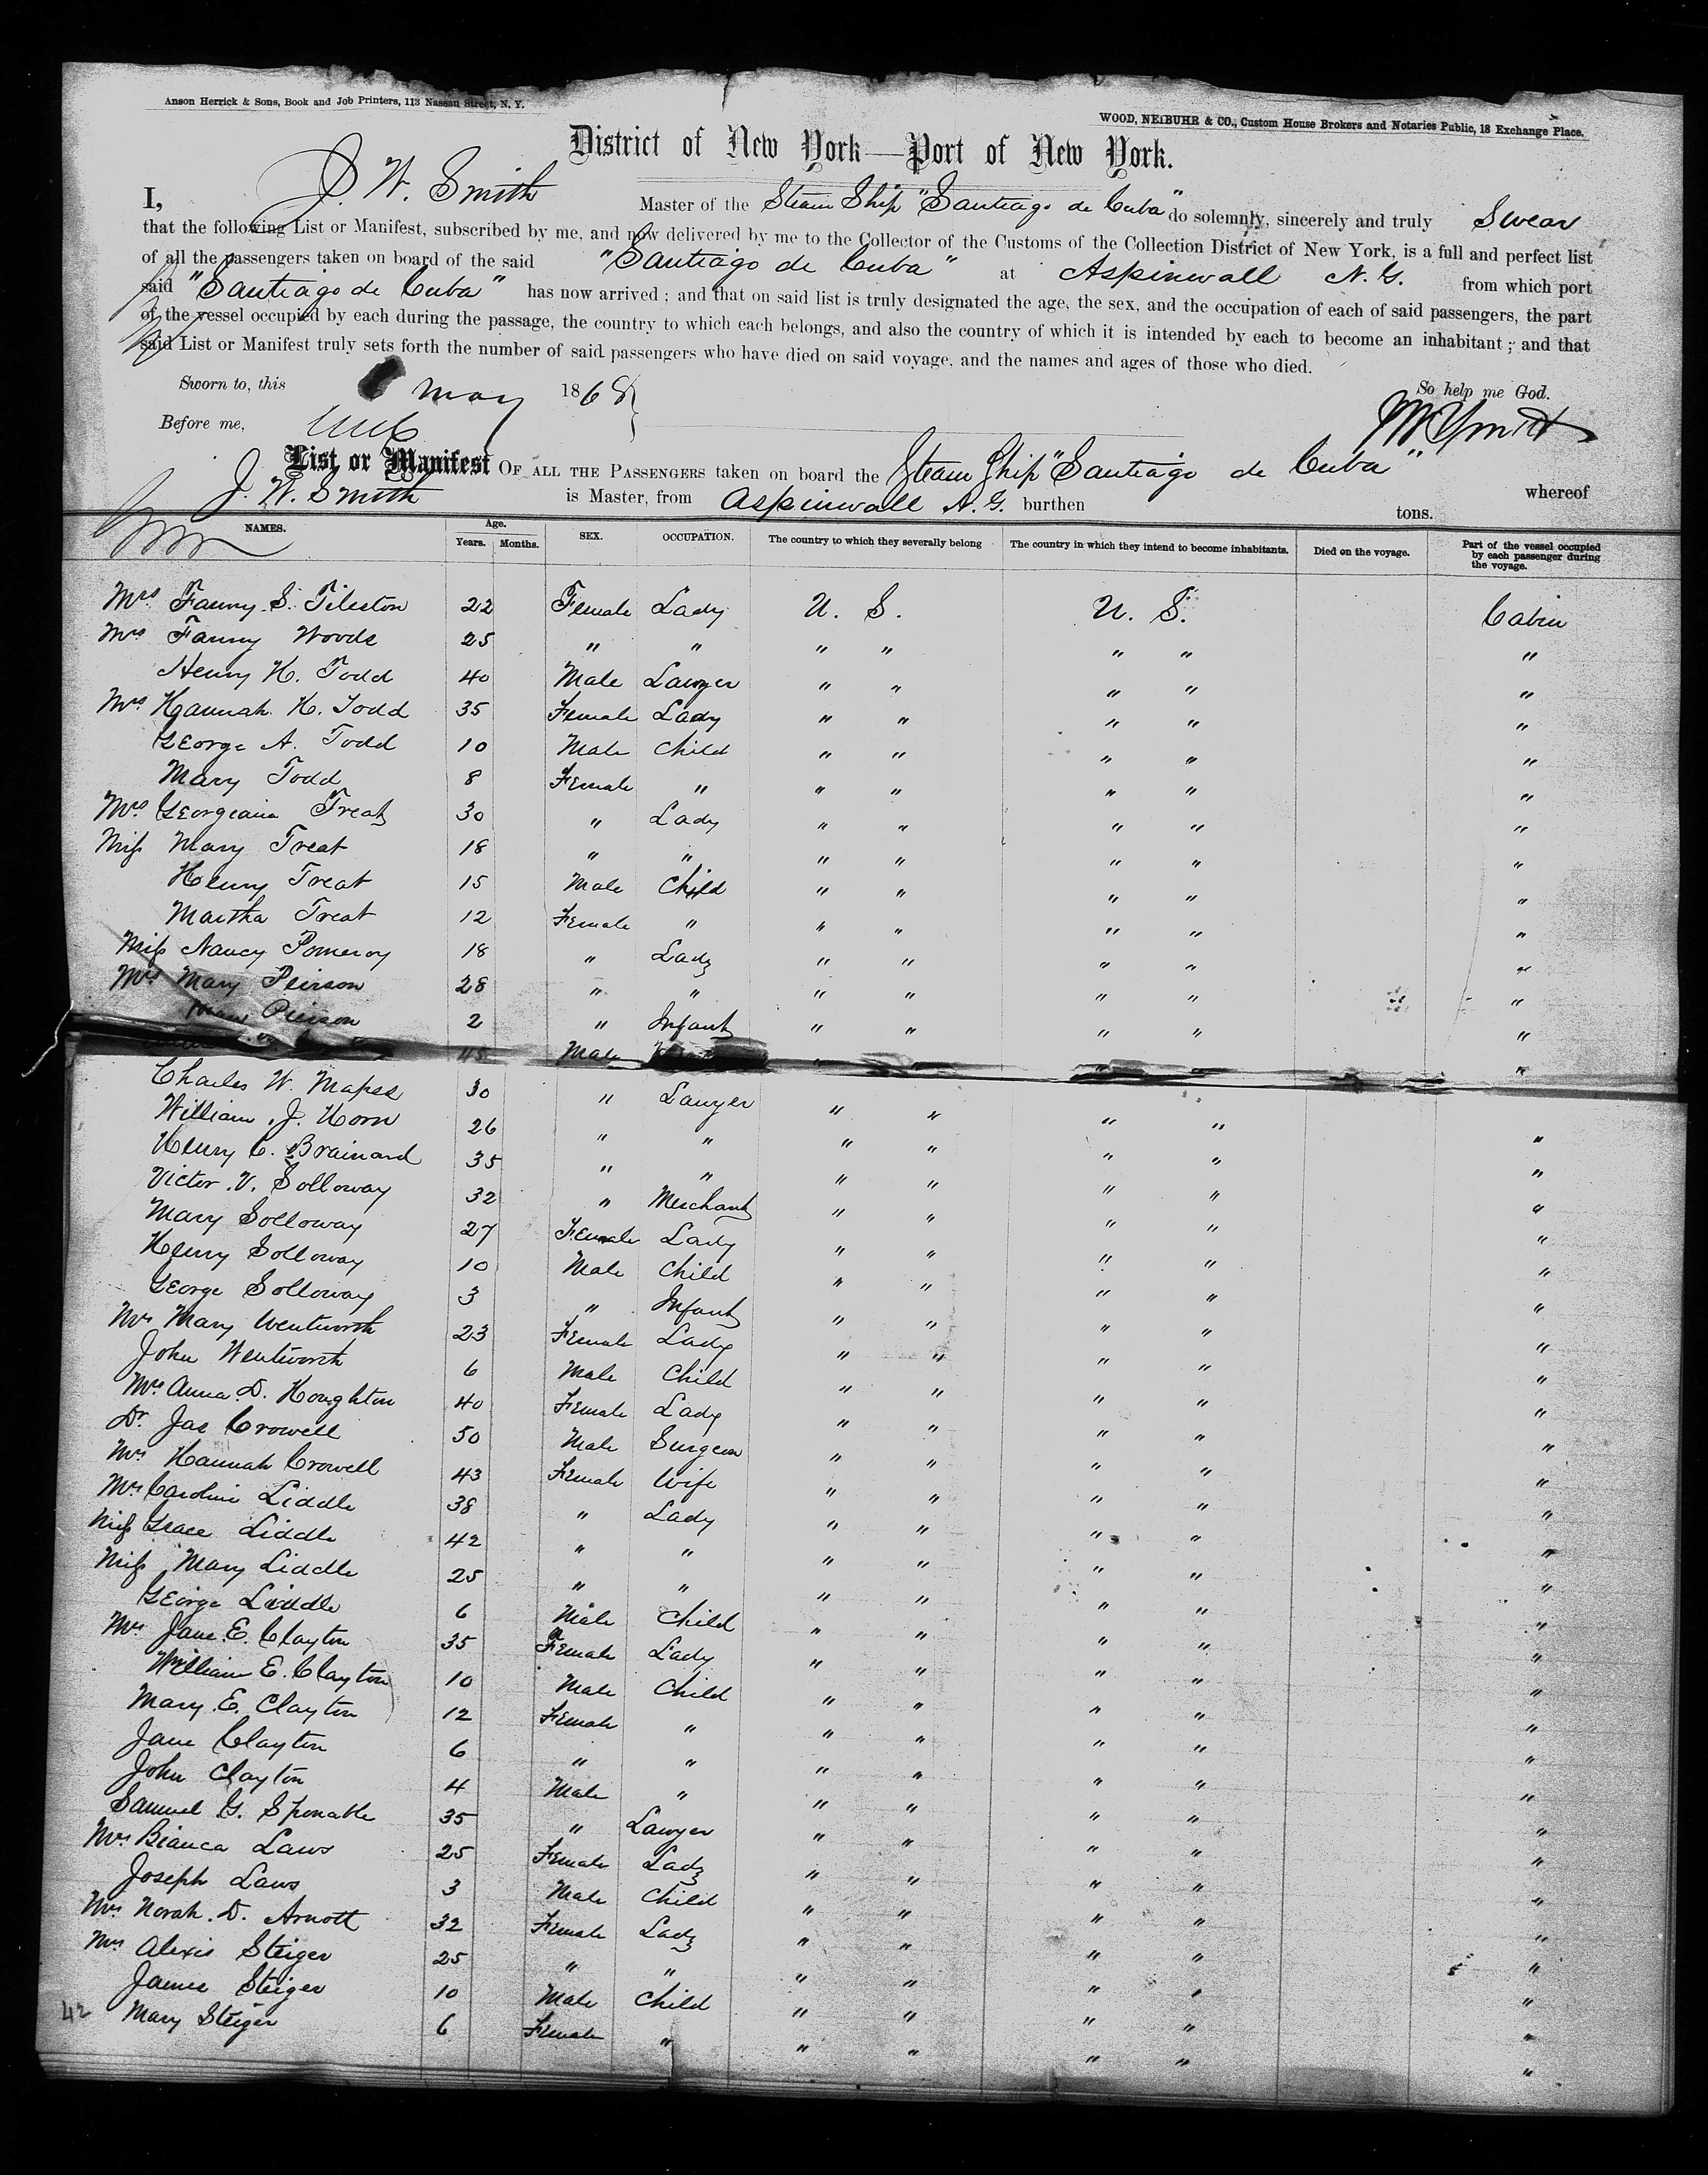 Anson Herrick & Sons, Book and Job Printers, 113 Nassau Street, N. Y.
WOOD, NEIBUHR & CO., Custom House Brokers and Notaries Public, 18 Exchange Place.
District of New York—Port of New York.
I, J. W. Smith Master of the Steam Ship "Santiago de Cuba" do solemnly, sincerely and truly Swear
that the following List or Manifest, subscribed by me, and now delivered by me to the Collector of the Customs of the Collection District of New York, is a full and perfect list
of all the passengers taken on board of the said "Santiago de Cuba" at Aspinwall N. G. from which port
said "Santiago de Cuba" has now arrived; and that on said list is truly designated the age, the sex, and the occupation of each of said passengers, the part
of the vessel occupied by each during the passage, the country to which each belongs, and also the country of which it is intended by each to become an inhabitant; and that
said List or Manifest truly sets forth the number of said passengers who have died on said voyage, and the names and ages of those who died.
Sworn to, this May 1868 So help me God.
Before me, JWSmith
List or Manifest OF ALL THE PASSENGERS taken on board the Steam Ship "Santiago de Cuba" whereof
J. W. Smith is Master, from Aspinwall N. G. burthen tons.
NAMES. Age. Years. Months. SEX. OCCUPATION. The country to which they severally belong The country in which they intend to become inhabitants. Died on the voyage. Part of the vessel occupied by each passenger during the voyage.
Mrs Fanny S. Tileston 22 Female Lady U. S. U. S. Cabin
Mrs Fanny Woods 25 " " " " " " "
Henry H. Todd 40 Male Lawyer " " " " "
Mrs Hannah H. Todd 35 Female Lady " " " " "
George A. Todd 10 Male Child " " " " "
Mary Todd 8 Female " " " " " "
Mrs Georgeana Treat 30 " Lady " " " " "
Miss Mary Treat 18 " " " " " " "
Henry Treat 15 Male Child " " " " "
Martha Treat 12 Female " " " " " "
Miss Nancy Pomeroy 18 " Lady " " " " "
Mrs Mary Peirson 28 " " " " " " "
Pierson 2 " Infant " " " " "
45 Male " "
Charles W. Mapes 30 " Lawyer " " " " "
William J. Horn 26 " " " " " " "
Henry C. Brainard 35 " " " " " " "
Victor V. Solloway 32 " Merchant " " " " "
Mary Solloway 27 Female Lady " " " " "
Henry Solloway 10 Male Child " " " " "
George Solloway 3 " Infant " " " " "
Mrs Mary Wentworth 23 Female Lady " " " " "
John Wentworth 6 Male Child " " " " "
Mrs Anna D. Houghton 40 Female Lady " " " " "
Dr. Jas Crowell 50 Male Surgeon " " " " "
Mrs Hannah Crowell 43 Female Wife " " " " "
Mrs Caroline Liddle 38 " Lady " " " " "
Miss Grace Liddle 42 " " " " " " "
Miss Mary Liddle 25 " " " " " " "
George Liddle 6 Male Child " " " " "
Mrs Jane E. Clayton 35 Female Lady " " " " "
William E. Clayton 10 Male Child " " " " "
Mary E. Clayton 12 Female " " " " " "
Jane Clayton 6 " " " " " " "
John Clayton 4 Male " " " " " "
Samuel G. Sponable 35 " Lawyer " " " " "
Mrs Bianca Laws 25 Female Lady " " " " "
Joseph Laws 3 Male Child " " " " "
Mrs Norah. D. Arnott 32 Female Lady " " " " "
Mrs Alexis Steiger 25 " " " " " " "
James Steiger 10 Male Child " " " " "
42 Mary Steiger 6 Female " " " " " "